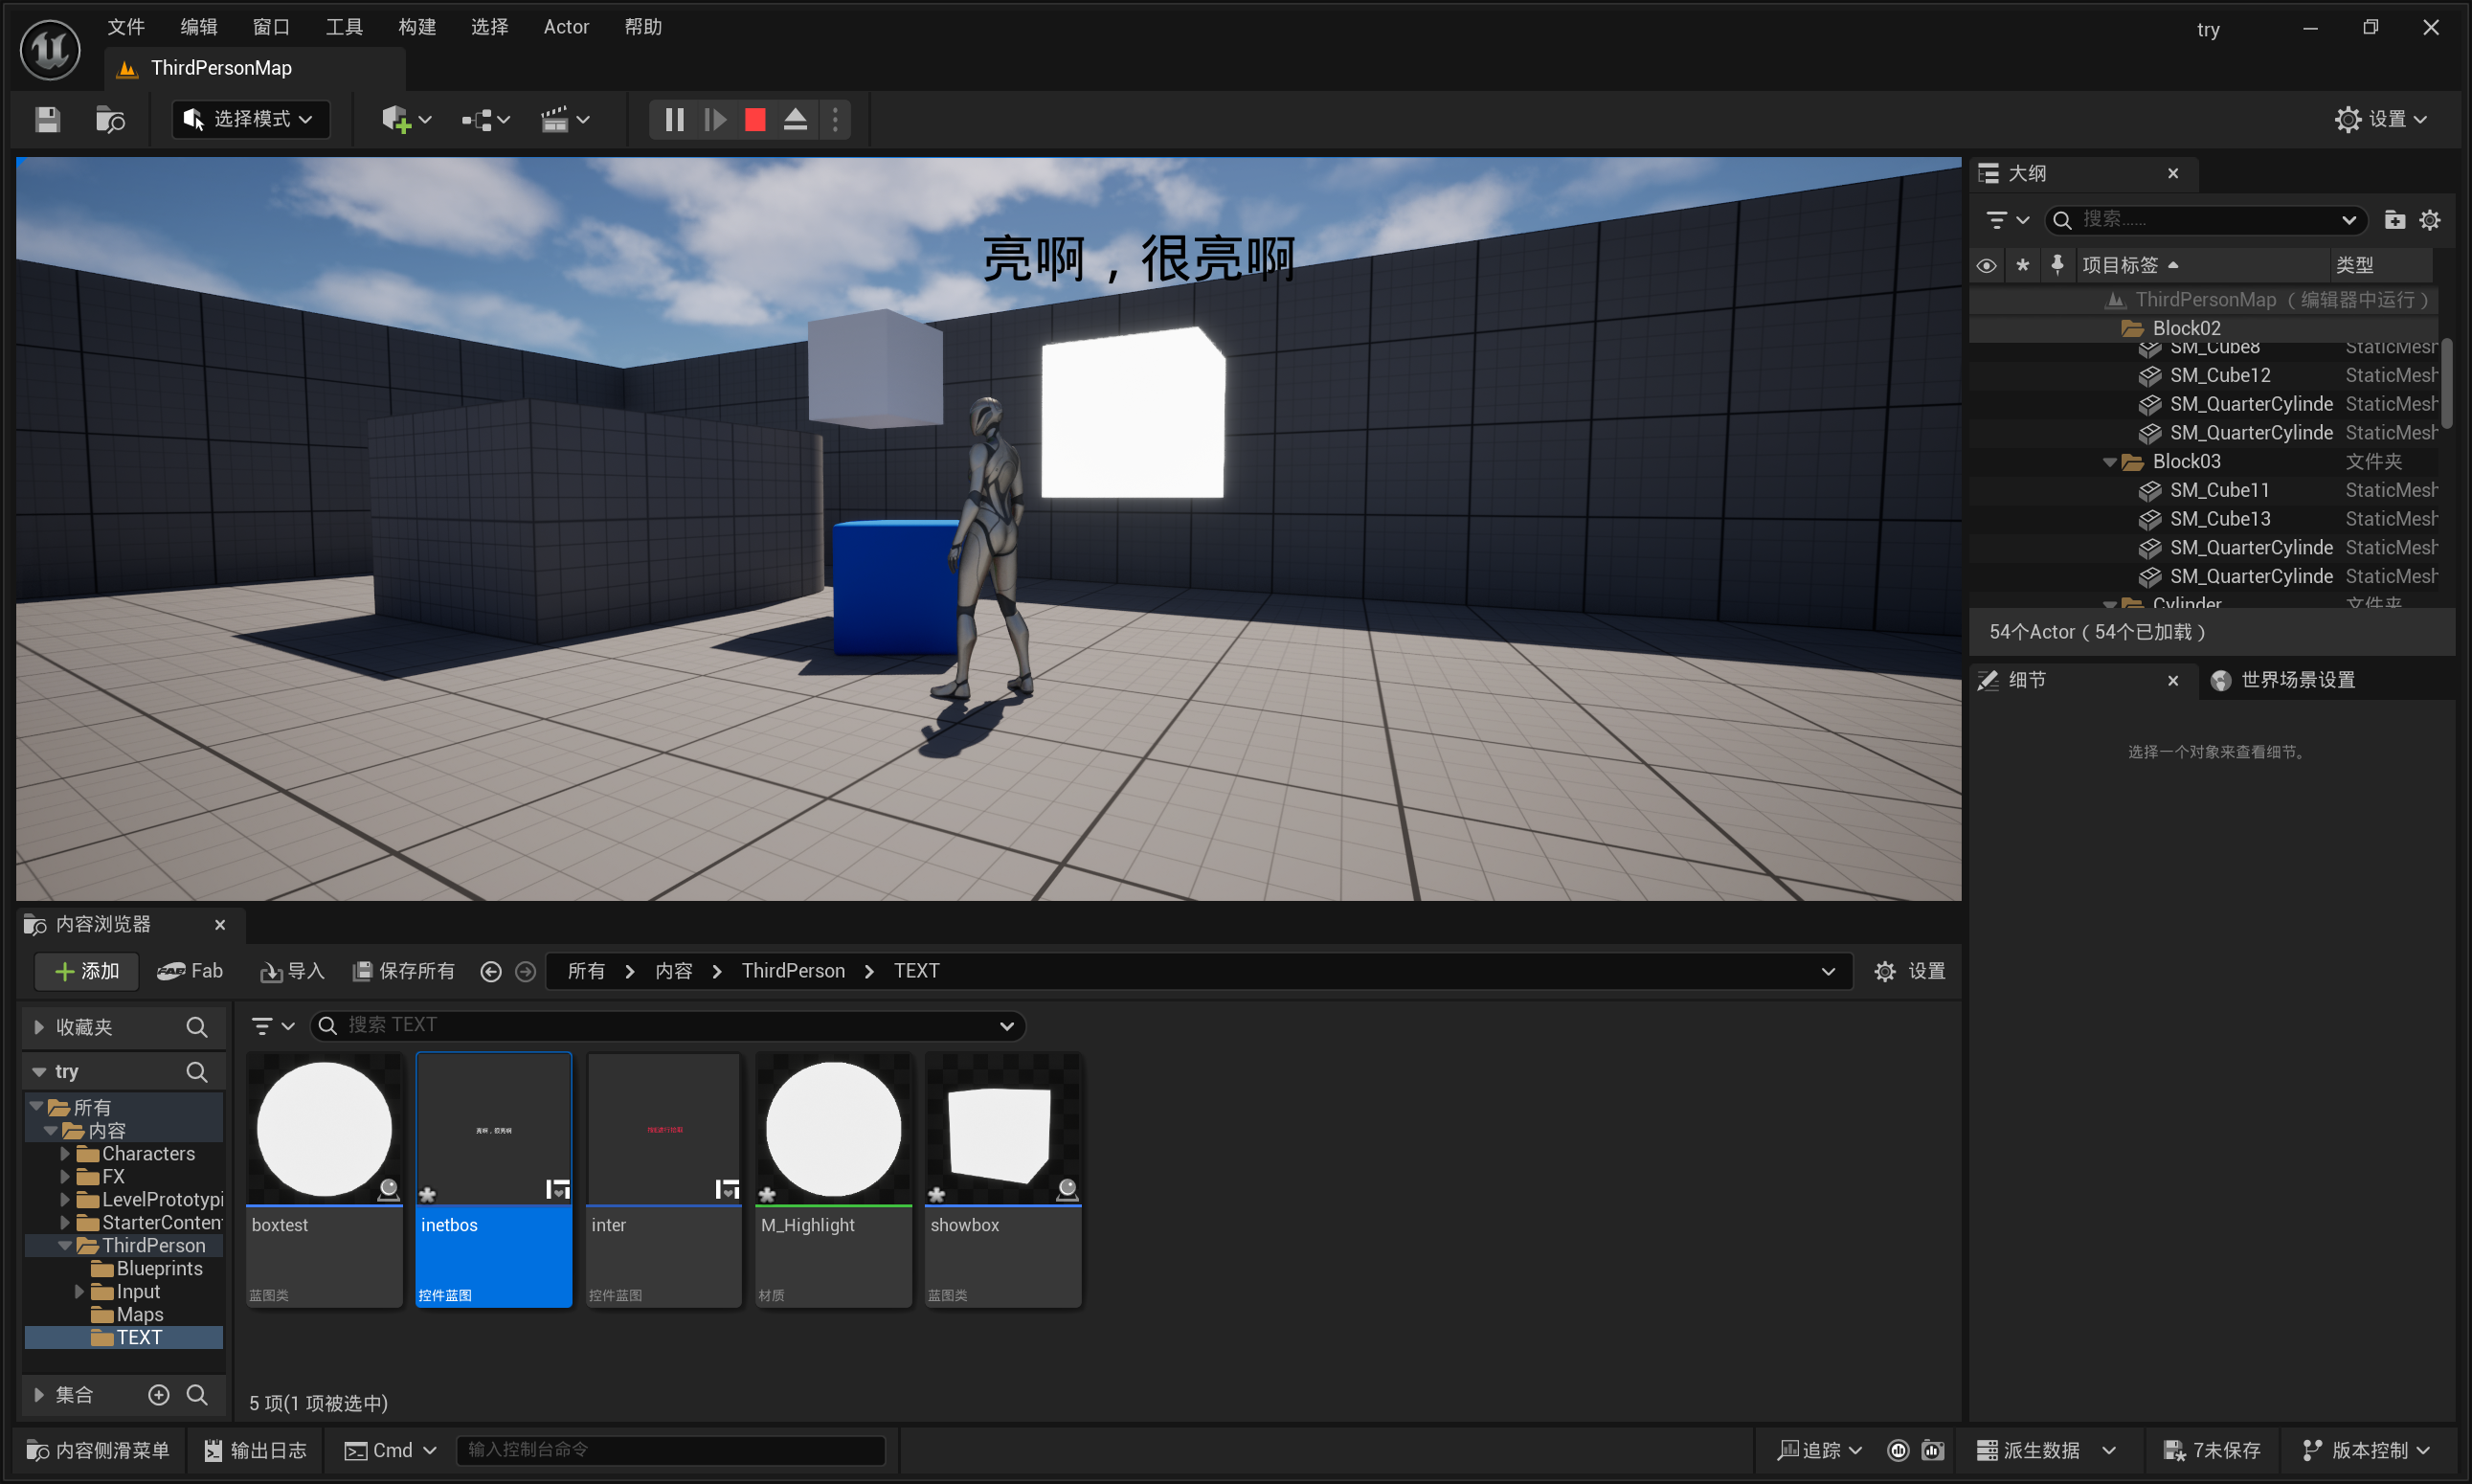 文件 编辑 窗口 工具 构建 选择 Actor 帮助 try
ThirdPersonMap
选择模式 设置
亮啊，很亮啊
大纲
搜索......
项目标签 类型
ThirdPersonMap（编辑器中运行）
Block02
SM_Cube8 StaticMesh
SM_Cube12 StaticMesh
SM_QuarterCylinde StaticMesh
SM_QuarterCylinde StaticMesh
Block03 文件夹
SM_Cube11 StaticMesh
SM_Cube13 StaticMesh
SM_QuarterCylinde StaticMesh
SM_QuarterCylinde StaticMesh
Cylinder 文件夹
54个Actor（54个已加载）
细节 世界场景设置
选择一个对象来查看细节。
内容浏览器
添加 Fab 导入 保存所有 所有 内容 ThirdPerson TEXT 设置
收藏夹
搜索 TEXT
try
所有
内容
Characters
FX
LevelPrototypi
StarterConten
ThirdPerson
Blueprints
Input
Maps
TEXT
集合
亮啊，很亮啊
boxtest inetbos inter M_Highlight showbox
蓝图类 控件蓝图 控件蓝图 材质 蓝图类
5 项(1 项被选中)
内容侧滑菜单 输出日志 Cmd 输入控制台命令 追踪 派生数据 7未保存 版本控制